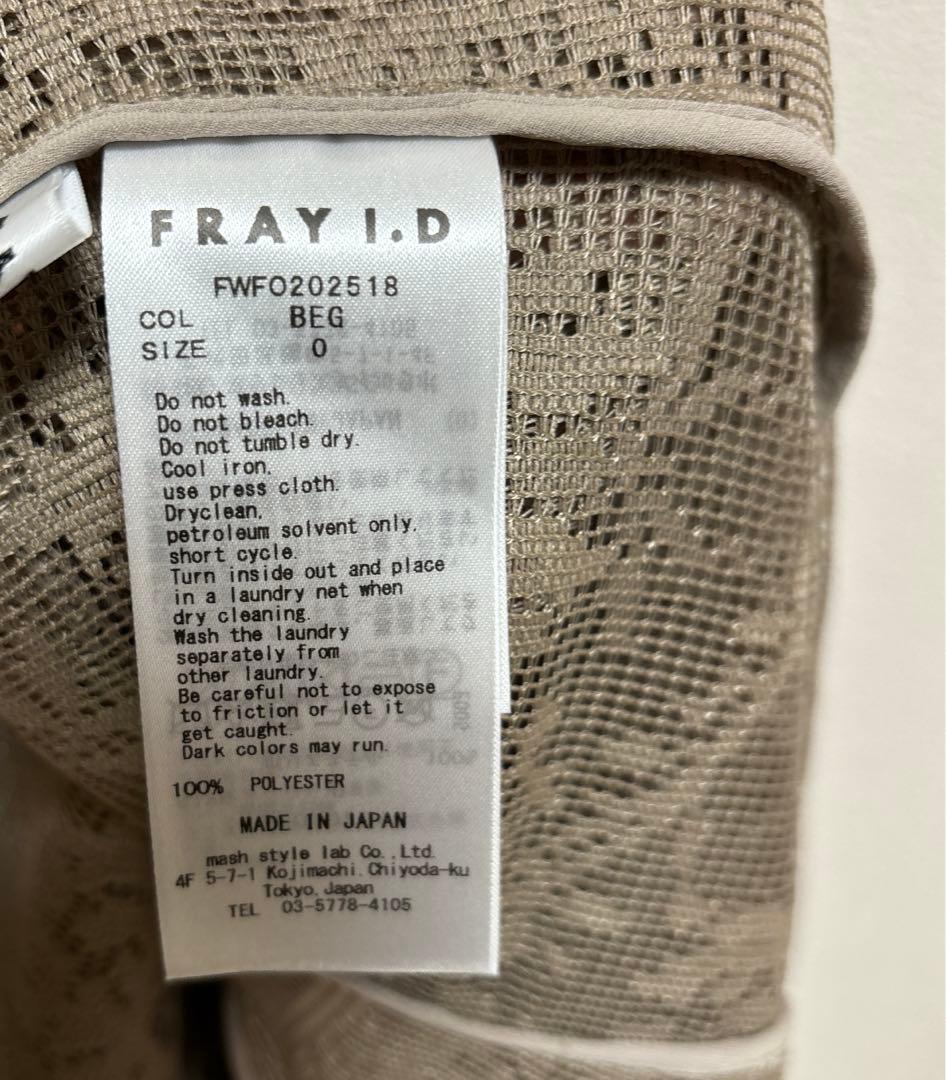 FRAY I.D
FWFO202518
COL BEG
SIZE 0
Do not wash.
Do not bleach.
Do not tumble dry.
Cool iron,
use press cloth.
Dryclean,
petroleum solvent only,
short cycle.
Turn inside out and place
in a laundry net when
dry cleaning.
Wash the laundry
separately from
other laundry.
Be careful not to expose
to friction or let it
get caught.
Dark colors may run.
100% POLYESTER
MADE IN JAPAN
mash style lab Co.,Ltd.
4F 5-7-1 Kojimachi,Chiyoda-ku
Tokyo,Japan
TEL 03-5778-4105